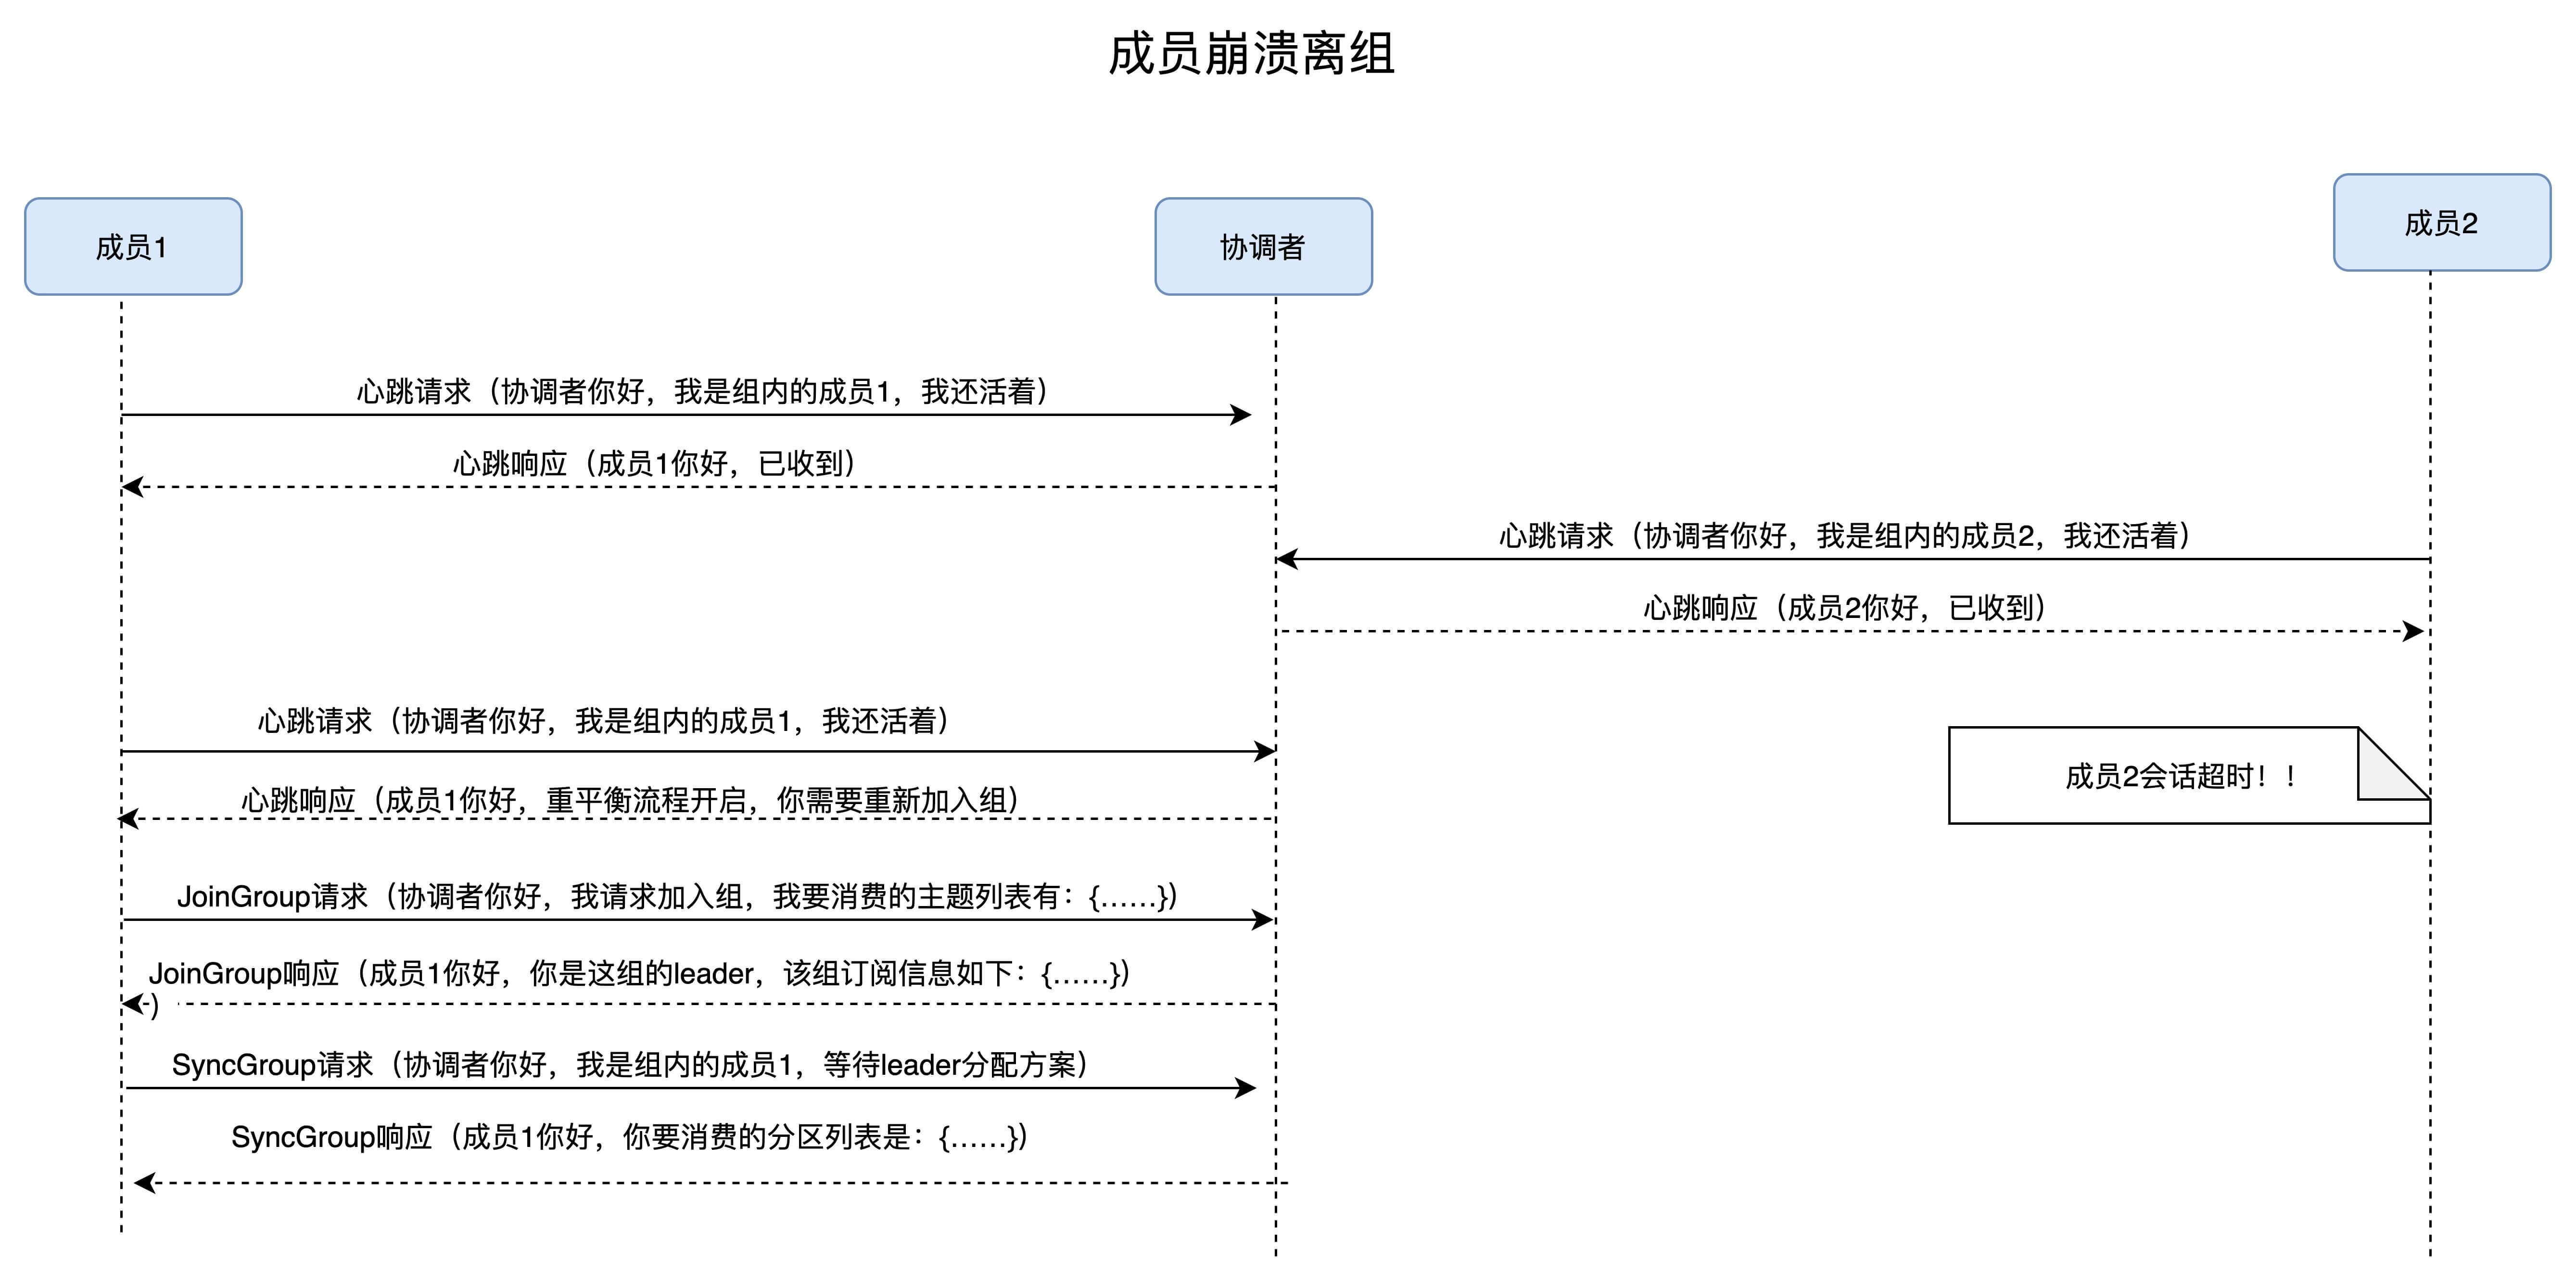 成员崩溃离组
成员1
协调者
成员2
心跳请求（协调者你好，我是组内的成员1，我还活着）
心跳响应（成员1你好，已收到）
心跳请求（协调者你好，我是组内的成员2，我还活着）
心跳响应（成员2你好，已收到）
心跳请求（协调者你好，我是组内的成员1，我还活着）
成员2会话超时！！
心跳响应（成员1你好，重平衡流程开启，你需要重新加入组）
JoinGroup请求（协调者你好，我请求加入组，我要消费的主题列表有：{……}）
JoinGroup响应（成员1你好，你是这组的leader，该组订阅信息如下：{……}）
)
SyncGroup请求（协调者你好，我是组内的成员1，等待leader分配方案）
SyncGroup响应（成员1你好，你要消费的分区列表是：{……}）